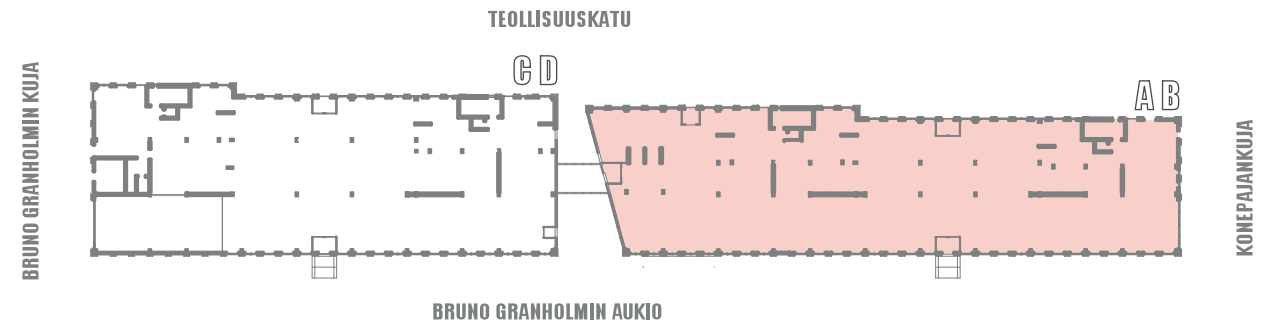 TEOLLISUUSKATU
BRUNO GRANHOLMIN KUJA
C D
A B
KONEPAJANKUJA
BRUNO GRANHOLMIN AUKIO